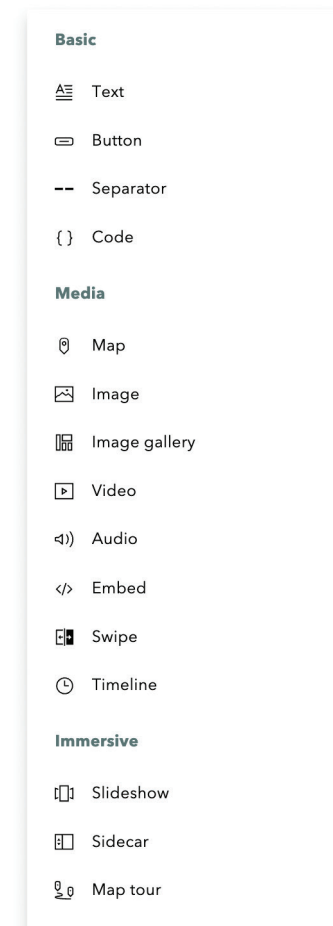 Basic
Text
Button
Separator
Code
Media
Map
Image
Image gallery
Video
Audio
Embed
Swipe
Timeline
Immersive
Slideshow
Sidecar
Map tour